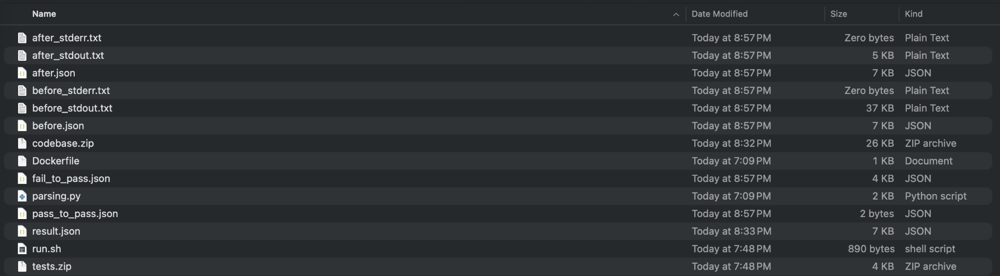 Name Date Modified Size Kind
after_stderr.txt Today at 8:57 PM Zero bytes Plain Text
after_stdout.txt Today at 8:57 PM 5 KB Plain Text
after.json Today at 8:57 PM 7 KB JSON
before_stderr.txt Today at 8:57 PM Zero bytes Plain Text
before_stdout.txt Today at 8:57 PM 37 KB Plain Text
before.json Today at 8:57 PM 7 KB JSON
codebase.zip Today at 8:32 PM 26 KB ZIP archive
Dockerfile Today at 7:09 PM 1 KB Document
fail_to_pass.json Today at 8:57 PM 4 KB JSON
parsing.py Today at 7:09 PM 2 KB Python script
pass_to_pass.json Today at 8:57 PM 2 bytes JSON
result.json Today at 8:33 PM 7 KB JSON
run.sh Today at 7:48 PM 890 bytes shell script
tests.zip Today at 7:48 PM 4 KB ZIP archive